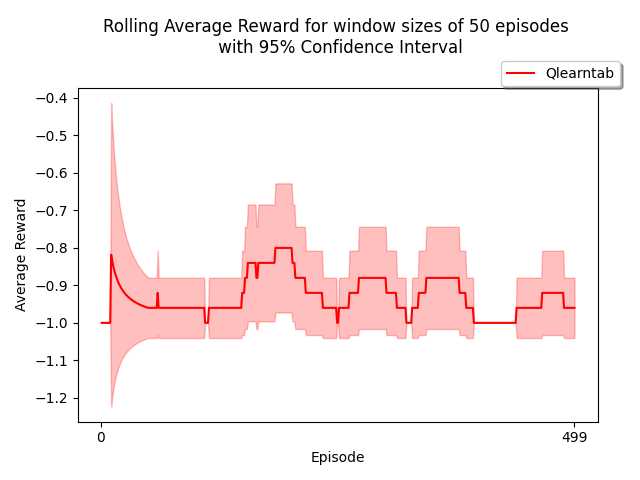 Rolling Average Reward for window sizes of 50 episodes
with 95% Confidence Interval
Qlearntab
−0.4
−0.5
−0.6
−0.7
−0.8
−0.9
−1.0
−1.1
−1.2
Average Reward
0
499
Episode